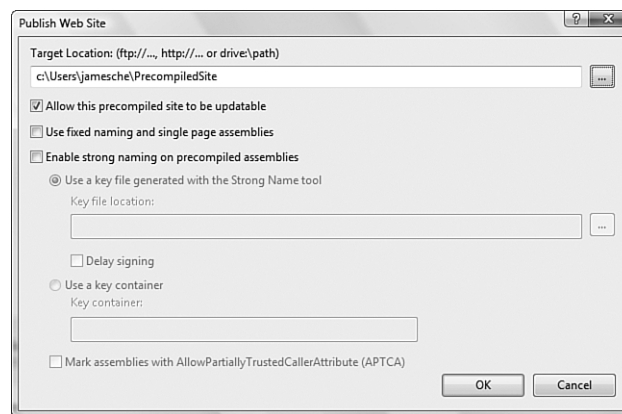 Publish Web Site
Target Location: (ftp://..., http://... or drive:\path)
c:\Users\jamesche\PrecompiledSite
...
Allow this precompiled site to be updatable
Use fixed naming and single page assemblies
Enable strong naming on precompiled assemblies
Use a key file generated with the Strong Name tool
Key file location:
...
Delay signing
Use a key container
Key container:
Mark assemblies with AllowPartiallyTrustedCallerAttribute (APTCA)
OK Cancel